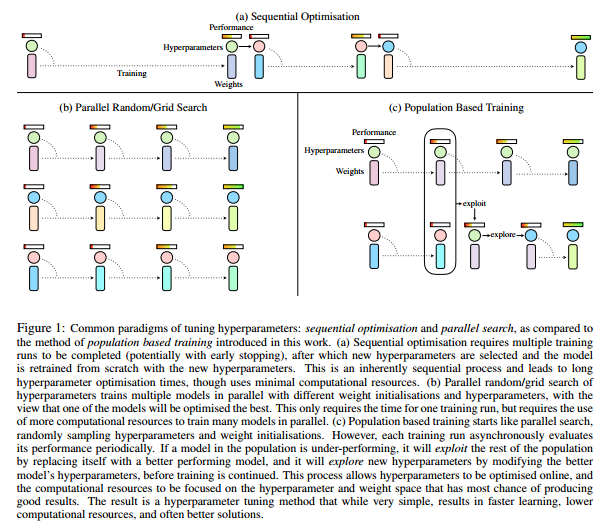 (a) Sequential Optimisation
Performance
Hyperparameters
Training
Weights
(b) Parallel Random/Grid Search
(c) Population Based Training
Performance
Hyperparameters
Weights
exploit
explore
Figure 1: Common paradigms of tuning hyperparameters: sequential optimisation and parallel search, as compared to
the method of population based training introduced in this work. (a) Sequential optimisation requires multiple training
runs to be completed (potentially with early stopping), after which new hyperparameters are selected and the model
is retrained from scratch with the new hyperparameters. This is an inherently sequential process and leads to long
hyperparameter optimisation times, though uses minimal computational resources. (b) Parallel random/grid search of
hyperparameters trains multiple models in parallel with different weight initialisations and hyperparameters, with the
view that one of the models will be optimised the best. This only requires the time for one training run, but requires the
use of more computational resources to train many models in parallel. (c) Population based training starts like parallel search,
randomly sampling hyperparameters and weight initialisations. However, each training run asynchronously evaluates
its performance periodically. If a model in the population is under-performing, it will exploit the rest of the population
by replacing itself with a better performing model, and it will explore new hyperparameters by modifying the better
model's hyperparameters, before training is continued. This process allows hyperparameters to be optimised online, and
the computational resources to be focused on the hyperparameter and weight space that has most chance of producing
good results. The result is a hyperparameter tuning method that while very simple, results in faster learning, lower
computational resources, and often better solutions.